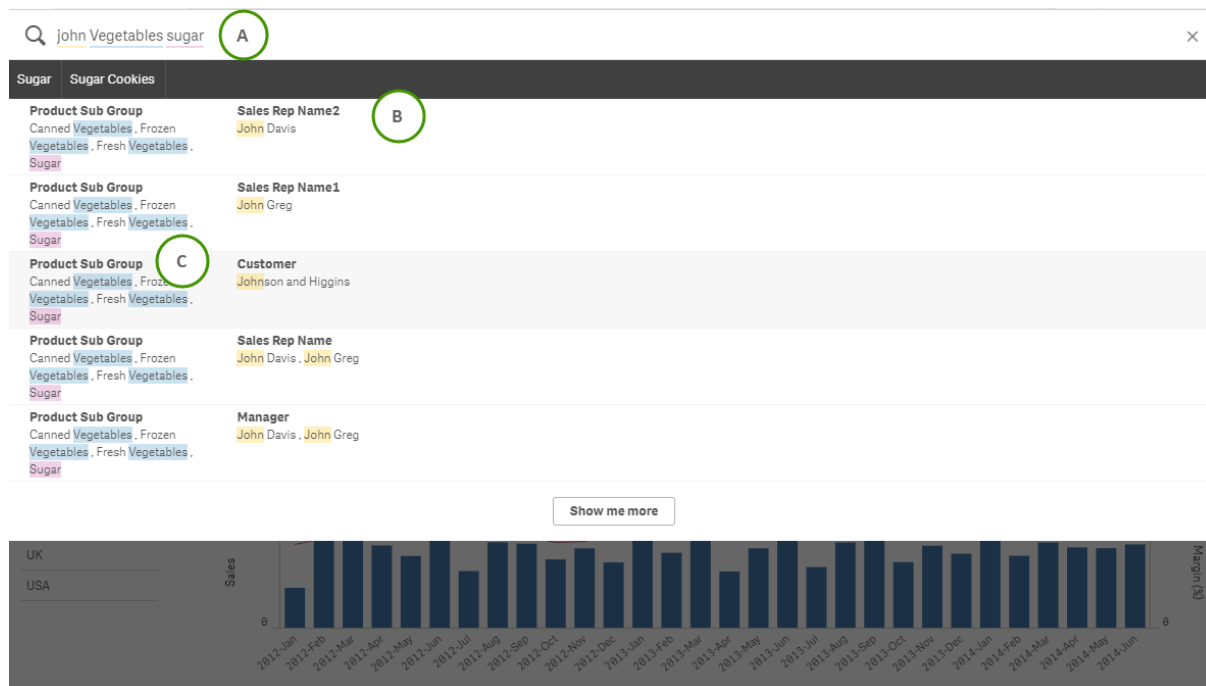 john Vegetables sugar
A
Sugar Sugar Cookies
Product Sub Group Sales Rep Name2
B
Canned Vegetables , Frozen John Davis
Vegetables , Fresh Vegetables ,
Sugar
Product Sub Group Sales Rep Name1
Canned Vegetables , Frozen John Greg
Vegetables , Fresh Vegetables ,
Sugar
Product Sub Group Customer
C
Canned Vegetables , Johnson and Higgins
Vegetables , Fresh Vegetables ,
Sugar
Product Sub Group Sales Rep Name
Canned Vegetables , Frozen John Davis , John Greg
Vegetables , Fresh Vegetables ,
Sugar
Product Sub Group Manager
Canned Vegetables , Frozen John Davis , John Greg
Vegetables , Fresh Vegetables ,
Sugar
Show me more
UK
USA
Sales
Margin (%)
0 0
2012-Jan 2012-Feb 2012-Mar 2012-Apr 2012-May 2012-Jun 2012-Jul 2012-Aug 2012-Sep 2012-Oct 2012-Nov 2012-Dec 2013-Jan 2013-Feb 2013-Mar 2013-Apr 2013-May 2013-Jun 2013-Jul 2013-Aug 2013-Sep 2013-Oct 2013-Nov 2013-Dec 2014-Jan 2014-Feb 2014-Mar 2014-Apr 2014-May 2014-Jun